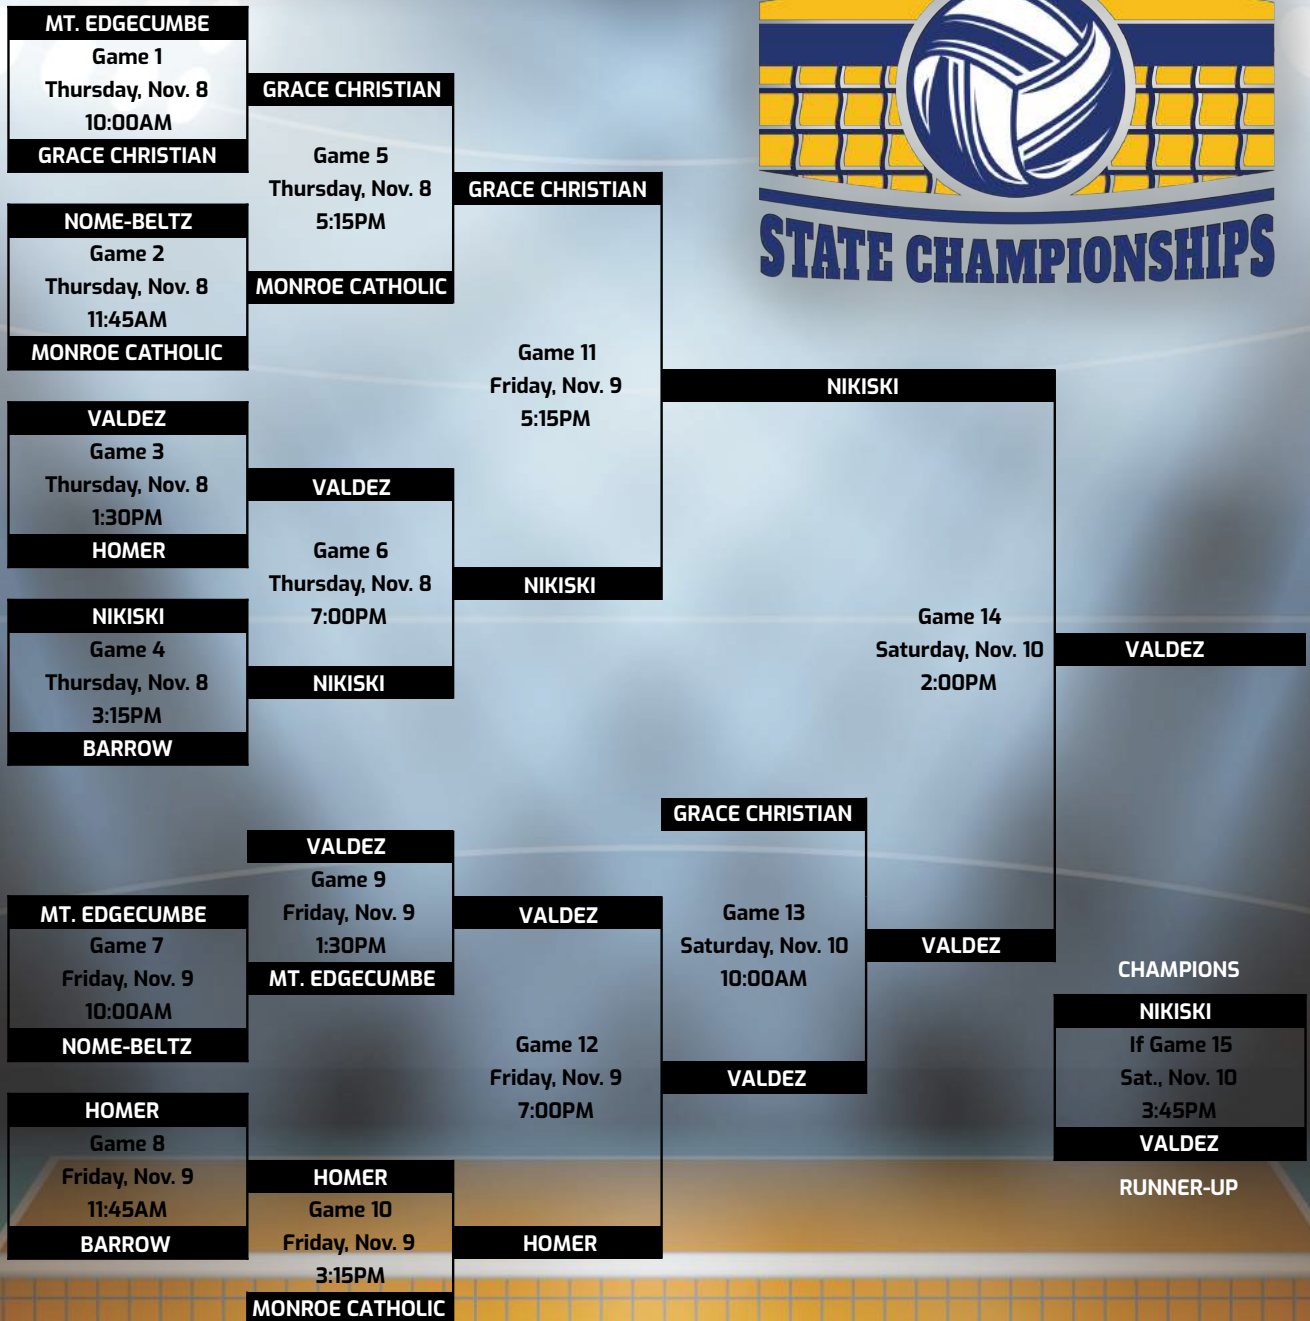 STATE CHAMPIONSHIPS
MT. EDGECUMBE
Game 1
Thursday, Nov. 8
10:00AM
GRACE CHRISTIAN
NOME-BELTZ
Game 2
Thursday, Nov. 8
11:45AM
MONROE CATHOLIC
VALDEZ
Game 3
Thursday, Nov. 8
1:30PM
HOMER
NIKISKI
Game 4
Thursday, Nov. 8
3:15PM
BARROW
GRACE CHRISTIAN
Game 5
Thursday, Nov. 8
5:15PM
MONROE CATHOLIC
VALDEZ
Game 6
Thursday, Nov. 8
7:00PM
NIKISKI
GRACE CHRISTIAN
Game 11
Friday, Nov. 9
5:15PM
NIKISKI
NIKISKI
Game 14
Saturday, Nov. 10
2:00PM
VALDEZ
MT. EDGECUMBE
Game 7
Friday, Nov. 9
10:00AM
NOME-BELTZ
HOMER
Game 8
Friday, Nov. 9
11:45AM
BARROW
VALDEZ
Game 9
Friday, Nov. 9
1:30PM
MT. EDGECUMBE
HOMER
Game 10
Friday, Nov. 9
3:15PM
MONROE CATHOLIC
VALDEZ
Game 12
Friday, Nov. 9
7:00PM
HOMER
GRACE CHRISTIAN
Game 13
Saturday, Nov. 10
10:00AM
VALDEZ
VALDEZ
CHAMPIONS
NIKISKI
If Game 15
Sat., Nov. 10
3:45PM
VALDEZ
RUNNER-UP